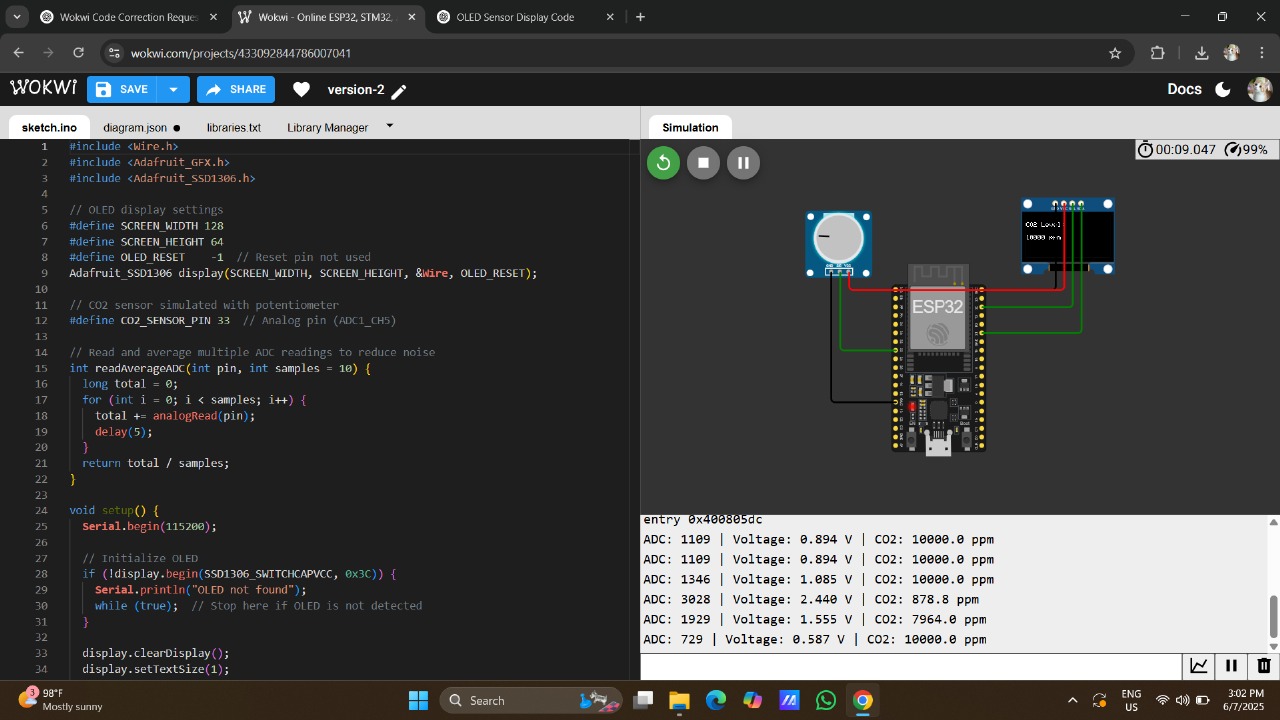 Wokwi Code Correction Reque
Wokwi - Online ESP32, STM32,
OLED Sensor Display Code
wokwi.com/projects/433092844786007041
WOKWI
SAVE
SHARE
version-2
Docs
sketch.ino
diagram.json
libraries.txt
Library Manager
1 #include <Wire.h>
2 #include <Adafruit_GFX.h>
3 #include <Adafruit_SSD1306.h>
4
5 // OLED display settings
6 #define SCREEN_WIDTH 128
7 #define SCREEN_HEIGHT 64
8 #define OLED_RESET    -1  // Reset pin not used
9 Adafruit_SSD1306 display(SCREEN_WIDTH, SCREEN_HEIGHT, &Wire, OLED_RESET);
10
11 // CO2 sensor simulated with potentiometer
12 #define CO2_SENSOR_PIN 33  // Analog pin (ADC1_CH5)
13
14 // Read and average multiple ADC readings to reduce noise
15 int readAverageADC(int pin, int samples = 10) {
16   long total = 0;
17   for (int i = 0; i < samples; i++) {
18     total += analogRead(pin);
19     delay(5);
20   }
21   return total / samples;
22 }
23
24 void setup() {
25   Serial.begin(115200);
26
27   // Initialize OLED
28   if (!display.begin(SSD1306_SWITCHCAPVCC, 0x3C)) {
29     Serial.println("OLED not found");
30     while (true);  // Stop here if OLED is not detected
31   }
32
33   display.clearDisplay();
34   display.setTextSize(1);
Simulation
00:09.047
99%
10000 ppm
ESP32
entry 0x400805dc
ADC: 1109 | Voltage: 0.894 V | CO2: 10000.0 ppm
ADC: 1109 | Voltage: 0.894 V | CO2: 10000.0 ppm
ADC: 1346 | Voltage: 1.085 V | CO2: 10000.0 ppm
ADC: 3028 | Voltage: 2.440 V | CO2: 878.8 ppm
ADC: 1929 | Voltage: 1.555 V | CO2: 7964.0 ppm
ADC: 729 | Voltage: 0.587 V | CO2: 10000.0 ppm
3
98°F
Mostly sunny
Search
ENG
US
3:02 PM
6/7/2025